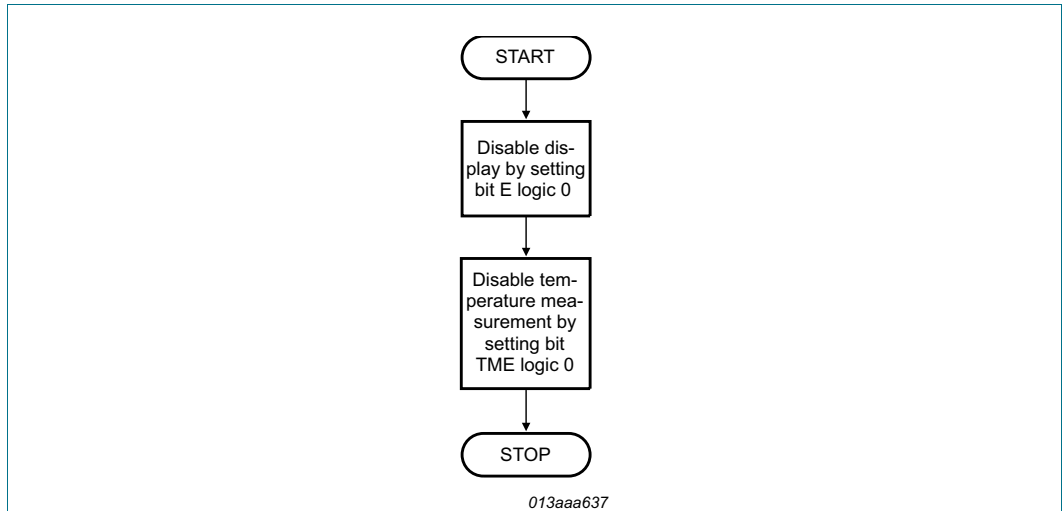 START
Disable dis-
play by setting
bit E logic 0
Disable tem-
perature mea-
surement by
setting bit
TME logic 0
STOP
013aaa637